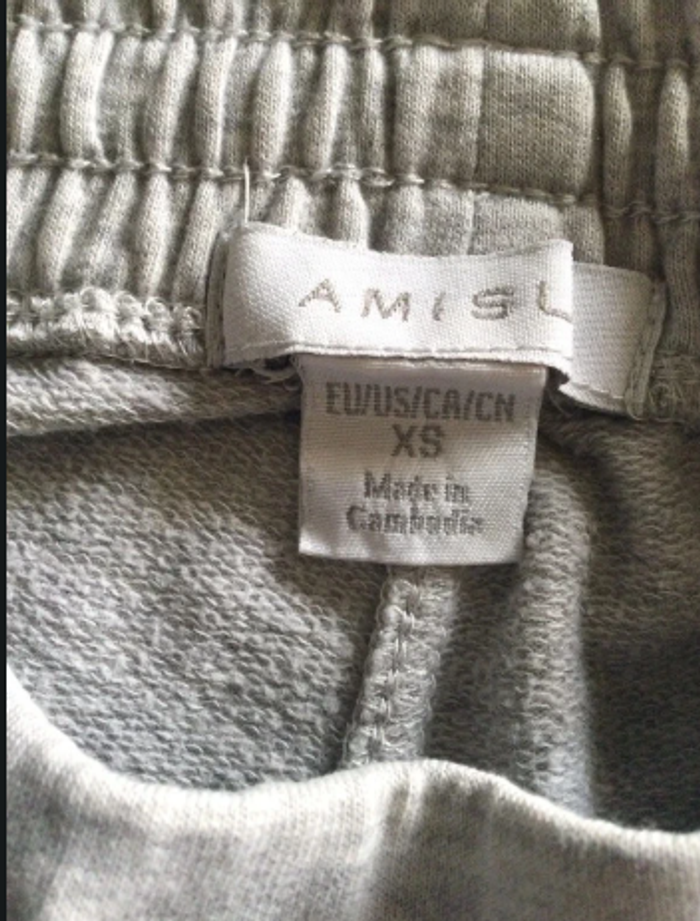 AMISU
EU/US/CA/CN
XS
Made in
Cambodia